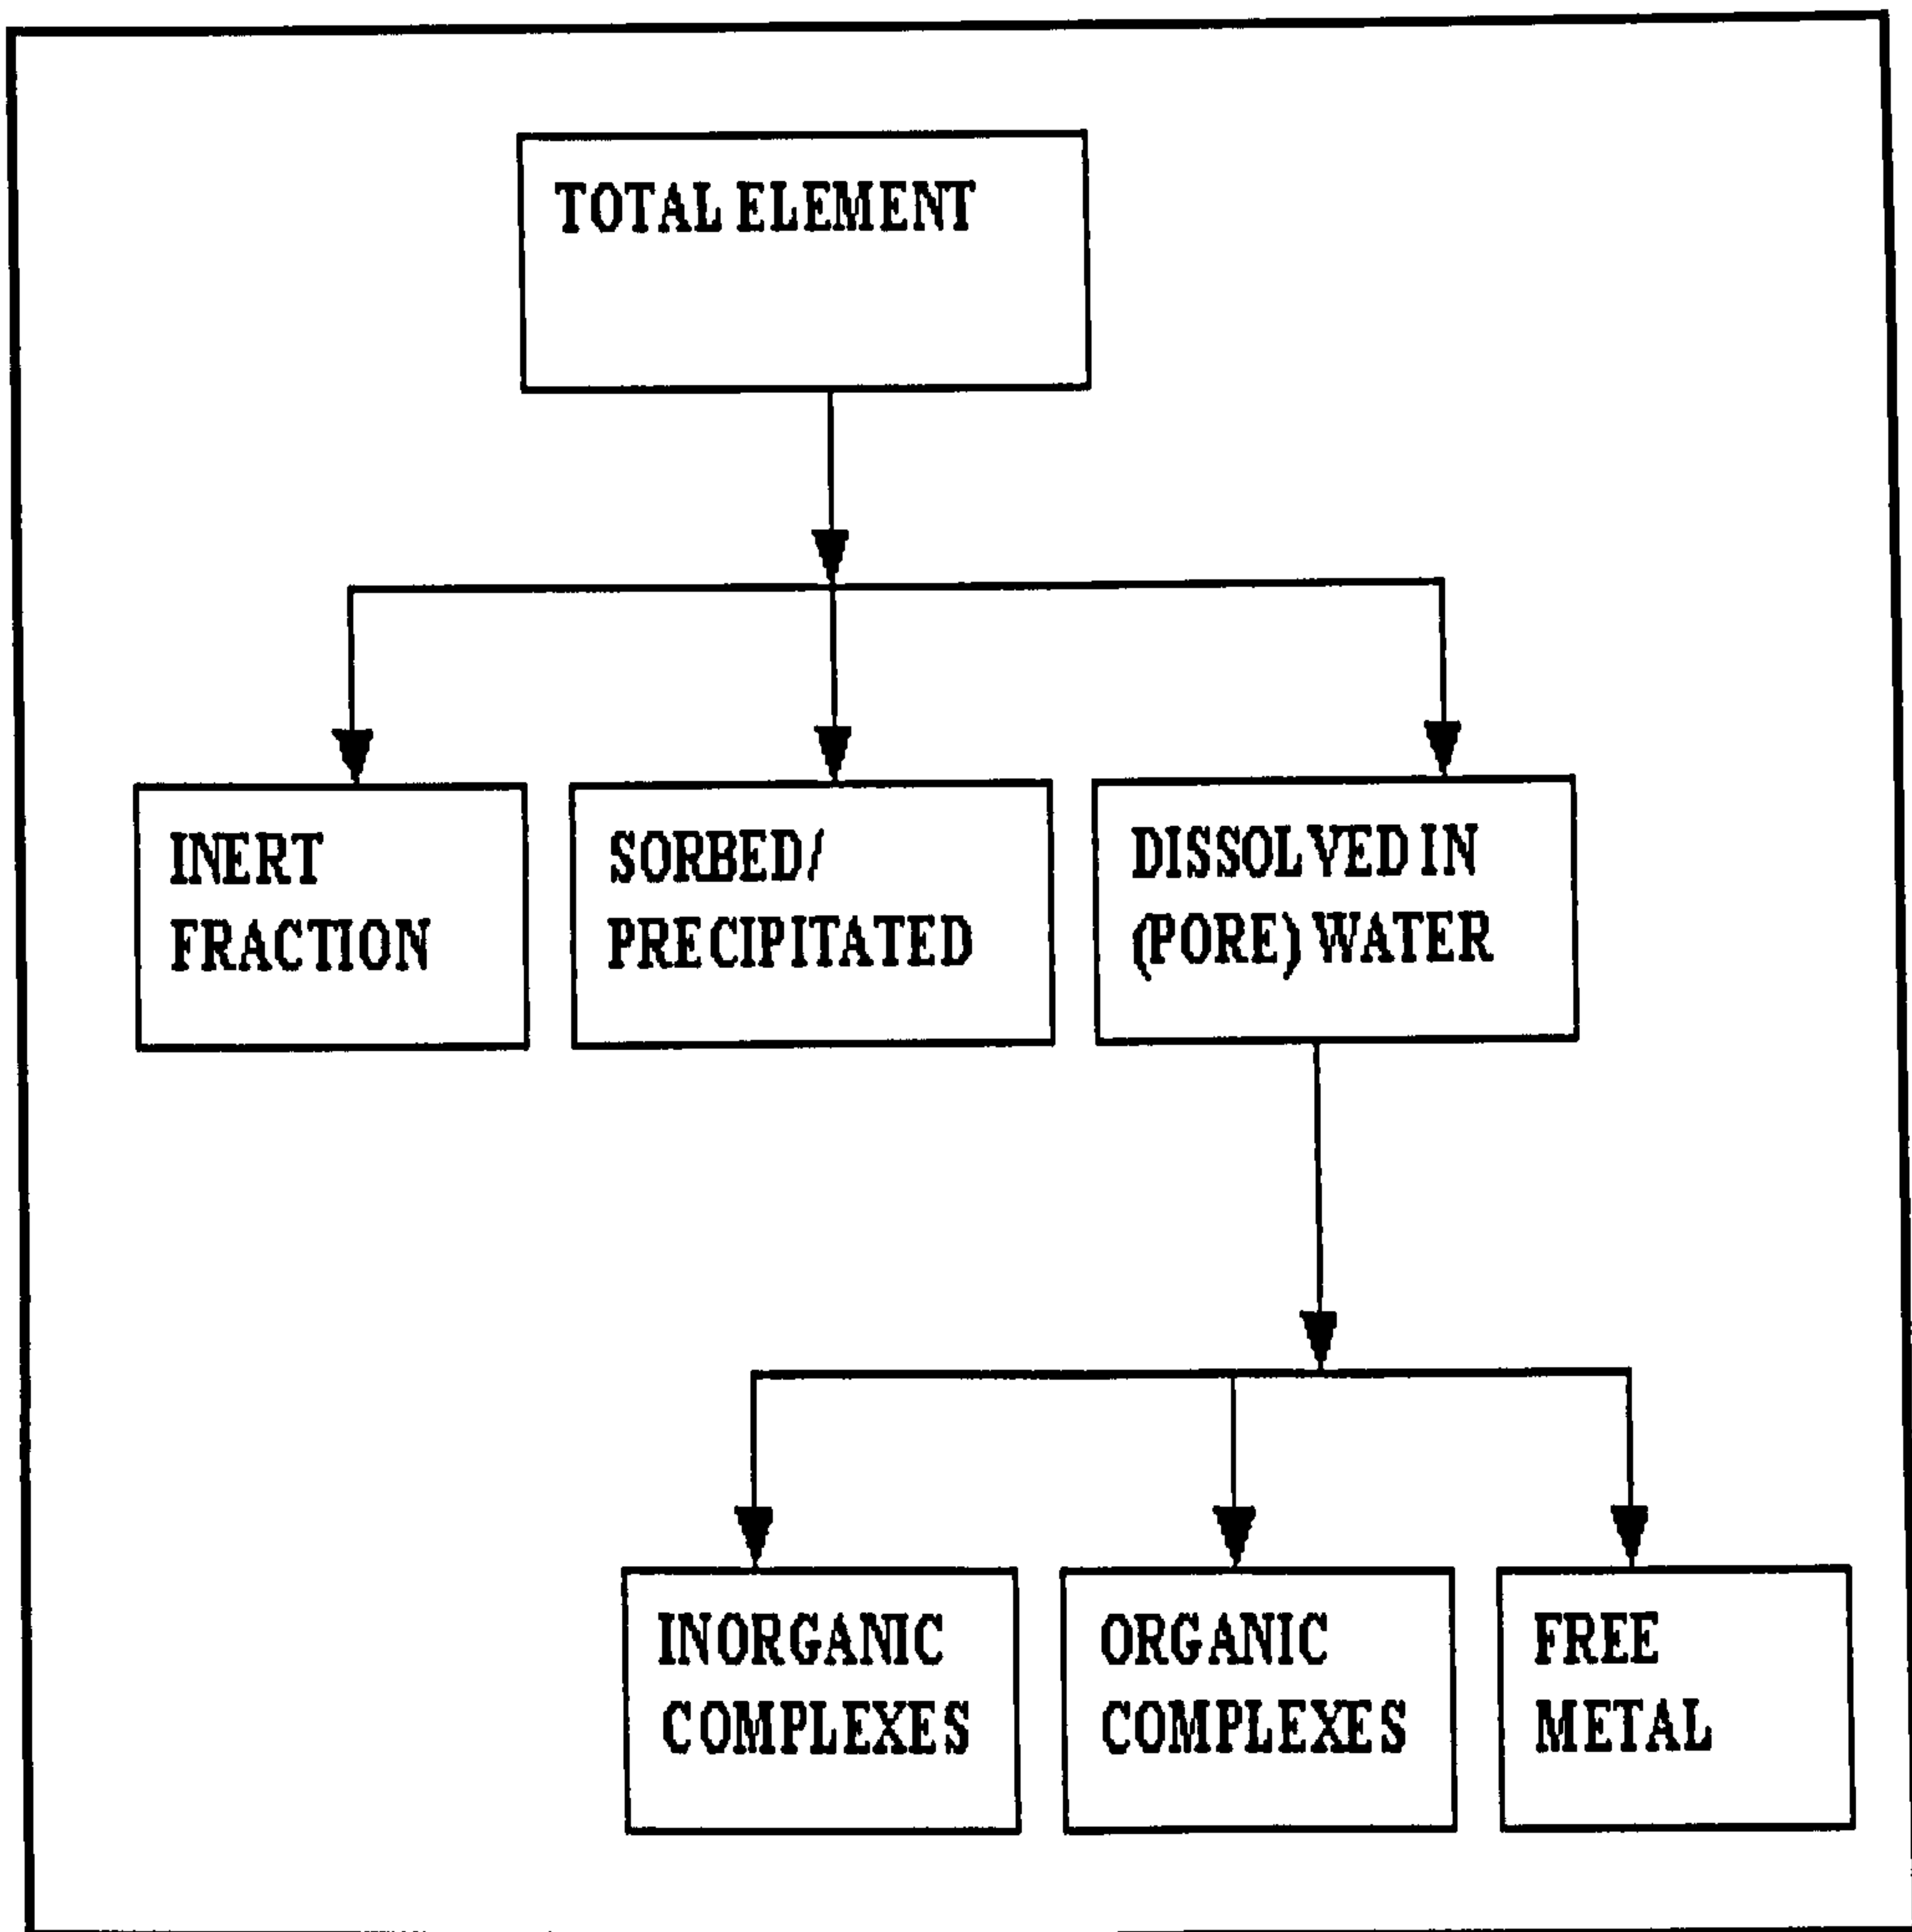 TOTAL ELEMENT
INERT
FRACTION
SORBED/
PRECIPITATED
DISSOLVED IN
(PORE) WATER
INORGANIC
COMPLEXES
ORGANIC
COMPLEXES
FREE
METAL